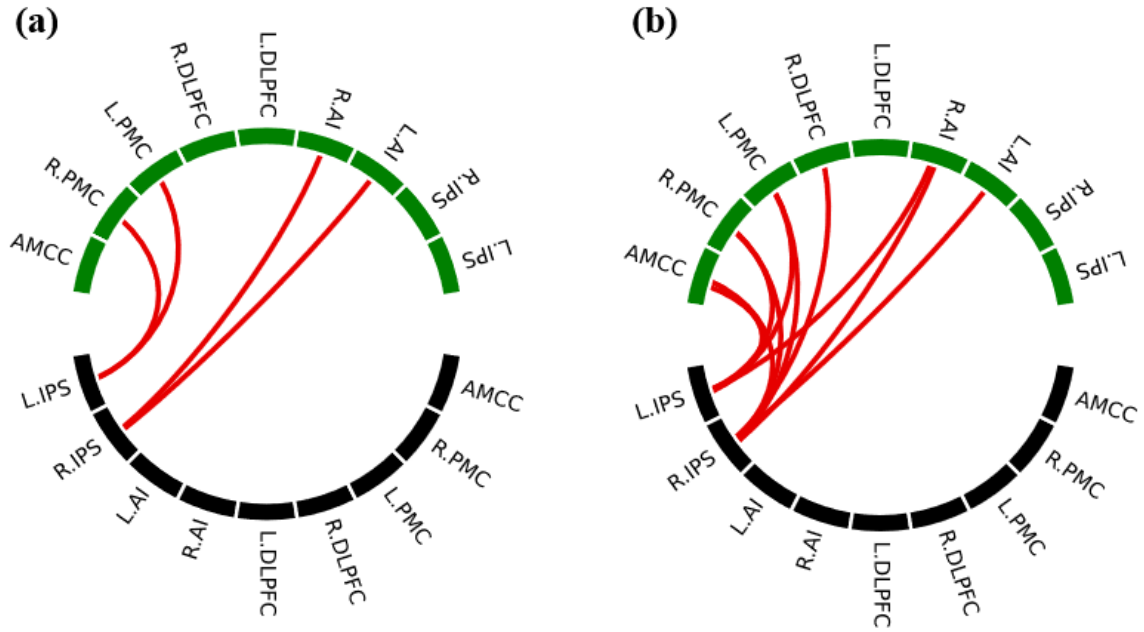 (a)
AMCC
R.PMC
L.PMC
R.DLPFC
L.DLPFC
R.AI
L.AI
R.IPS
L.IPS
L.IPS
R.IPS
L.AI
R.AI
L.DLPFC
R.DLPFC
L.PMC
R.PMC
AMCC
(b)
AMCC
R.PMC
L.PMC
R.DLPFC
L.DLPFC
R.AI
L.AI
R.IPS
L.IPS
L.IPS
R.IPS
L.AI
R.AI
L.DLPFC
R.DLPFC
L.PMC
R.PMC
AMCC